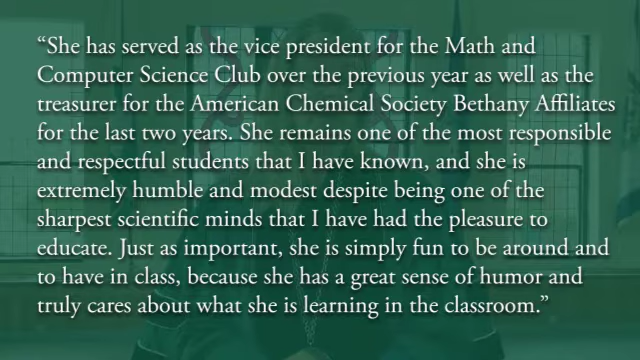 “She has served as the vice president for the Math and
Computer Science Club over the previous year as well as the
treasurer for the American Chemical Society Bethany Affiliates
for the last two years. She remains one of the most responsible
and respectful students that I have known, and she is
extremely humble and modest despite being one of the
sharpest scientific minds that I have had the pleasure to
educate. Just as important, she is simply fun to be around and
to have in class, because she has a great sense of humor and
truly cares about what she is learning in the classroom.”